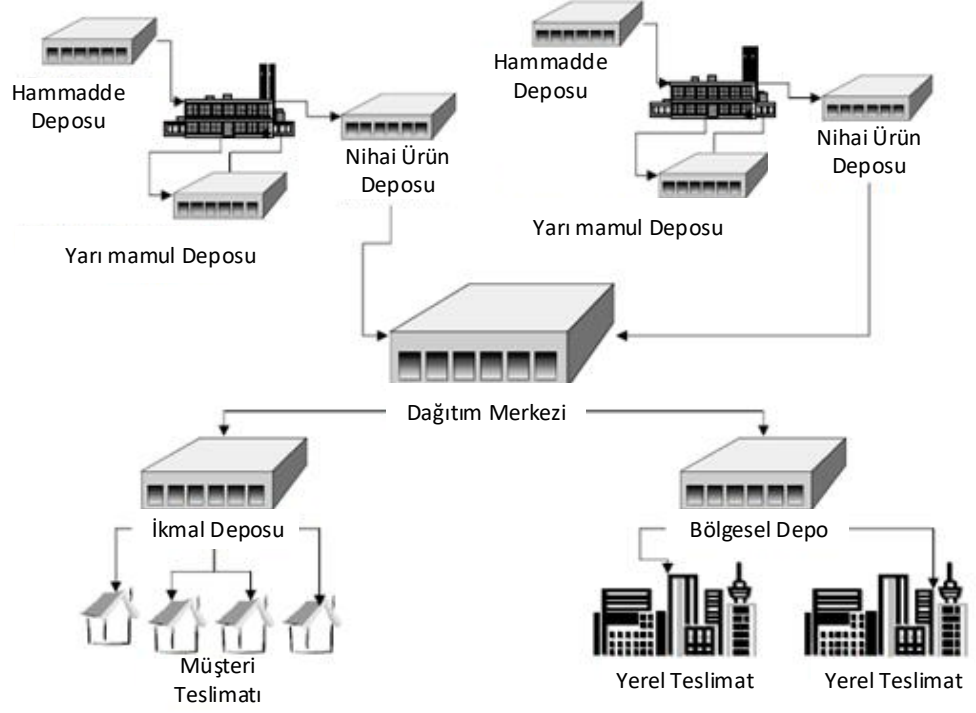 Hammadde
Deposu
Hammadde
Deposu
Nihai Ürün
Deposu
Nihai Ürün
Deposu
Yarı mamul Deposu
Yarı mamul Deposu
Dağıtım Merkezi
İkmal Deposu
Bölgesel Depo
Müşteri
Teslimatı
Yerel Teslimat
Yerel Teslimat